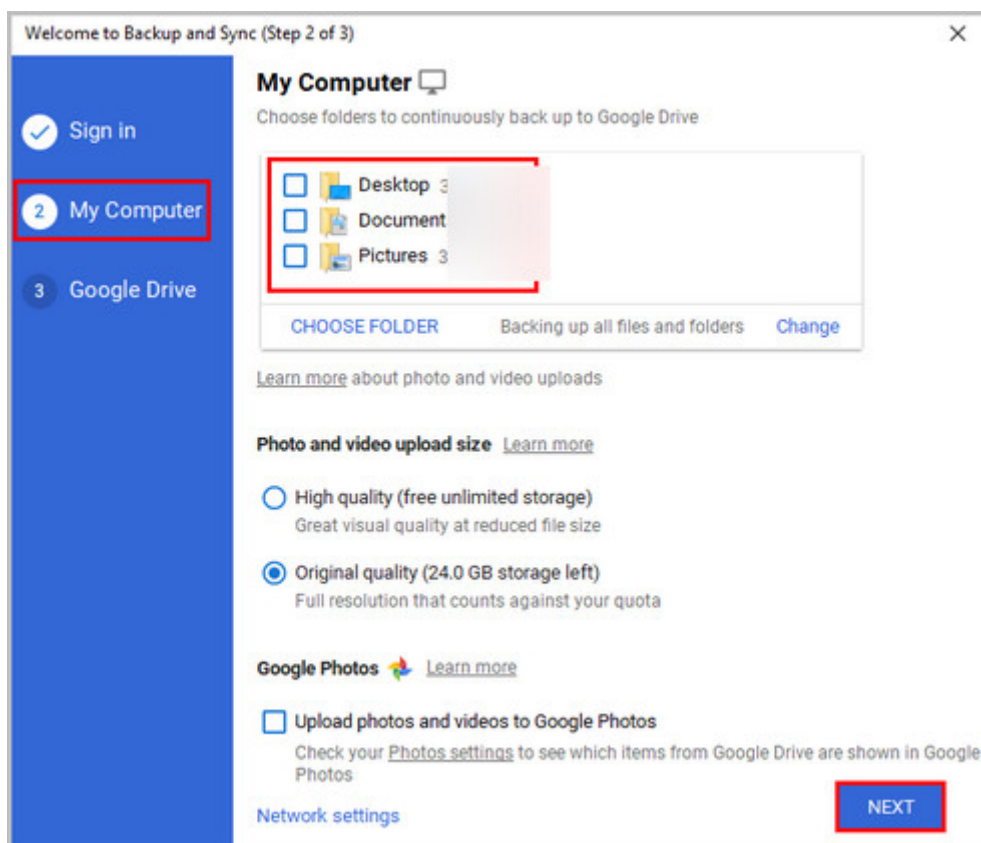 Welcome to Backup and Sync (Step 2 of 3)
Sign in
2 My Computer
3 Google Drive
My Computer
Choose folders to continuously back up to Google Drive
Desktop 3
Document
Pictures 3
CHOOSE FOLDER Backing up all files and folders Change
Learn more about photo and video uploads
Photo and video upload size Learn more
High quality (free unlimited storage)
Great visual quality at reduced file size
Original quality (24.0 GB storage left)
Full resolution that counts against your quota
Google Photos Learn more
Upload photos and videos to Google Photos
Check your Photos settings to see which items from Google Drive are shown in Google
Photos
Network settings
NEXT